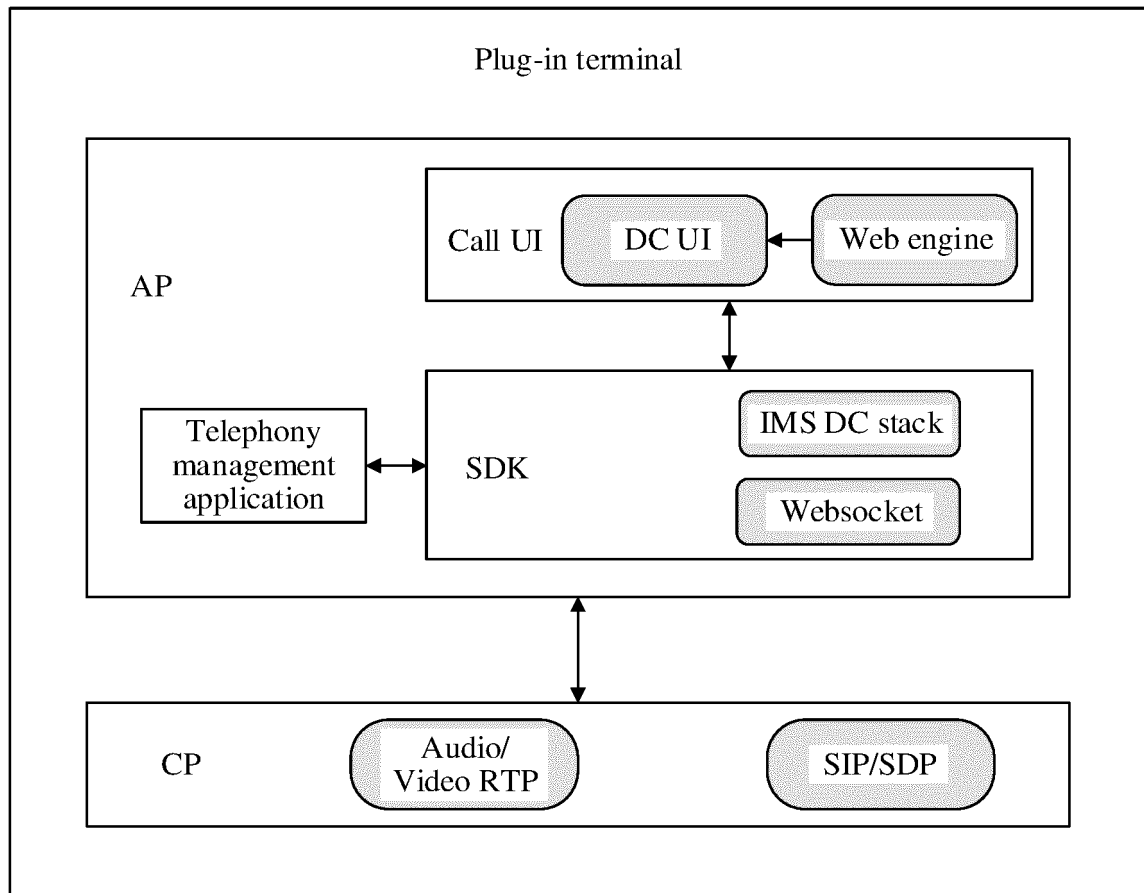 Plug-in terminal
Call UI
DC UI
Web engine
AP
IMS DC stack
Telephony
management
application
SDK
Websocket
Audio/
Video RTP
CP
SIP/SDP